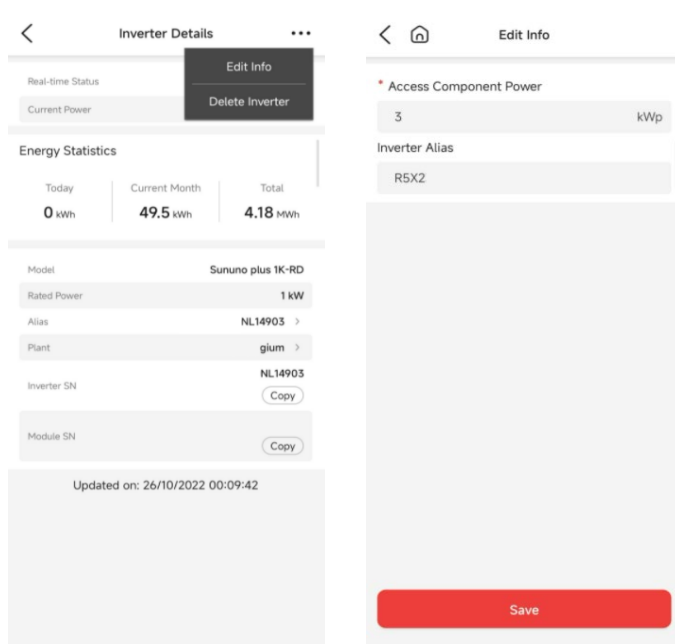 Inverter Details
Edit Info
Delete Inverter
Real-time Status
Current Power
Energy Statistics
Today Current Month Total
0 kWh 49.5 kWh 4.18 MWh
Model Sununo plus 1K-RD
Rated Power 1 kW
Alias NL14903 >
Plant gium >
Inverter SN NL14903
Copy
Module SN
Copy
Updated on: 26/10/2022 00:09:42
Edit Info
* Access Component Power
3 kWp
Inverter Alias
R5X2
Save